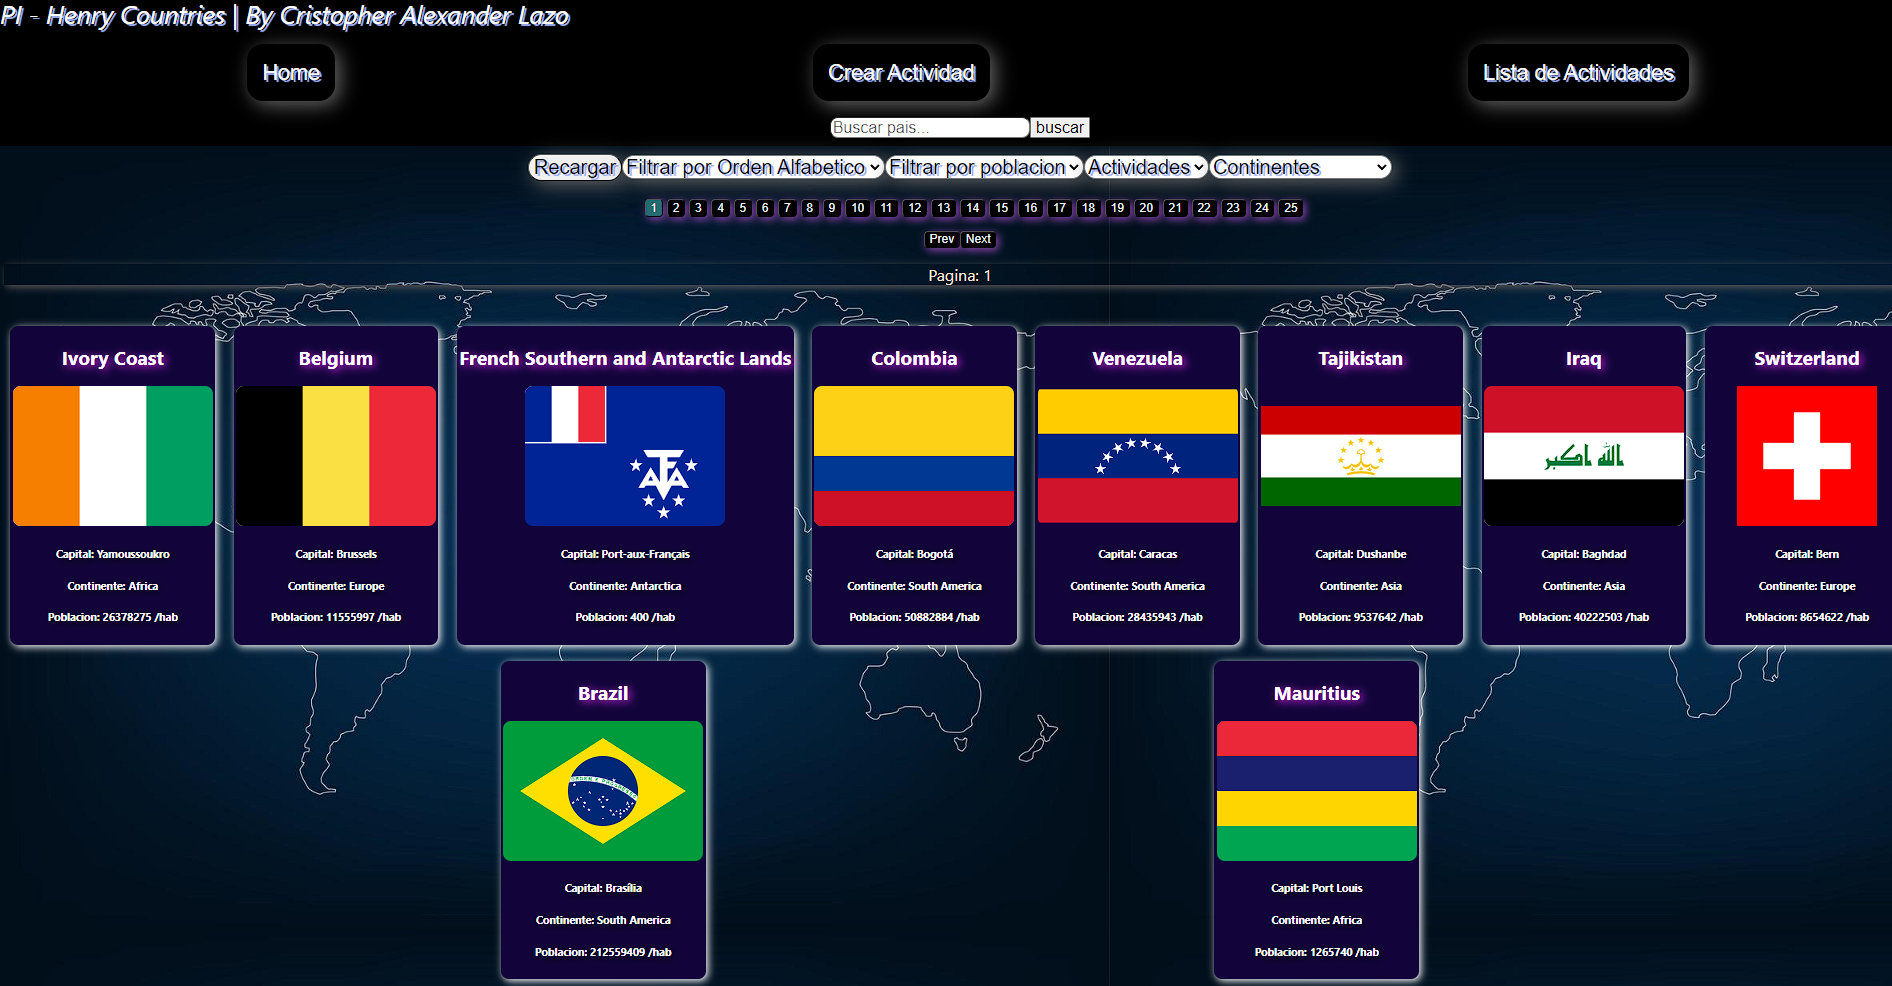 PI - Henry Countries | By Cristopher Alexander Lazo
Home
Crear Actividad
Lista de Actividades
Buscar pais...
buscar
Recargar
Filtrar por Orden Alfabetico
Filtrar por poblacion
Actividades
Continentes
1 2 3 4 5 6 7 8 9 10 11 12 13 14 15 16 17 18 19 20 21 22 23 24 25
Prev Next
Pagina: 1
Ivory Coast
Capital: Yamoussoukro
Continente: Africa
Poblacion: 26378275 /hab
Belgium
Capital: Brussels
Continente: Europe
Poblacion: 11555997 /hab
French Southern and Antarctic Lands
Capital: Port-aux-Français
Continente: Antarctica
Poblacion: 400 /hab
Colombia
Capital: Bogotá
Continente: South America
Poblacion: 50882884 /hab
Venezuela
Capital: Caracas
Continente: South America
Poblacion: 28435943 /hab
Tajikistan
Capital: Dushanbe
Continente: Asia
Poblacion: 9537642 /hab
Iraq
الله اكبر
Capital: Baghdad
Continente: Asia
Poblacion: 40222503 /hab
Switzerland
Capital: Bern
Continente: Europe
Poblacion: 8654622 /hab
Brazil
Capital: Brasília
Continente: South America
Poblacion: 212559409 /hab
Mauritius
Capital: Port Louis
Continente: Africa
Poblacion: 1265740 /hab